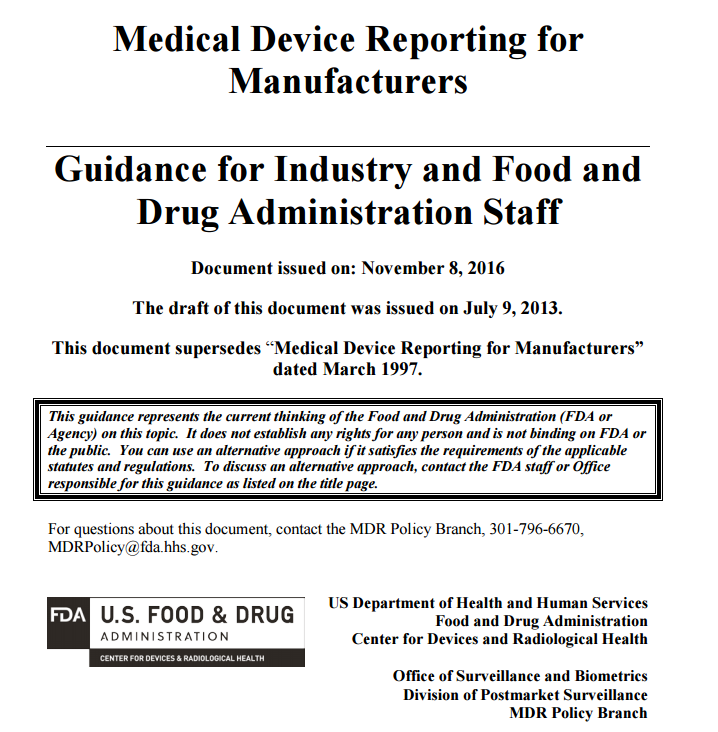 Medical Device Reporting for
Manufacturers
Guidance for Industry and Food and
Drug Administration Staff
Document issued on: November 8, 2016
The draft of this document was issued on July 9, 2013.
This document supersedes “Medical Device Reporting for Manufacturers”
dated March 1997.
This guidance represents the current thinking of the Food and Drug Administration (FDA or
Agency) on this topic.  It does not establish any rights for any person and is not binding on FDA or
the public.  You can use an alternative approach if it satisfies the requirements of the applicable
statutes and regulations.  To discuss an alternative approach, contact the FDA staff or Office
responsible for this guidance as listed on the title page.
For questions about this document, contact the MDR Policy Branch, 301-796-6670,
MDRPolicy@fda.hhs.gov.
FDA U.S. FOOD & DRUG
ADMINISTRATION
CENTER FOR DEVICES & RADIOLOGICAL HEALTH
US Department of Health and Human Services
Food and Drug Administration
Center for Devices and Radiological Health
Office of Surveillance and Biometrics
Division of Postmarket Surveillance
MDR Policy Branch